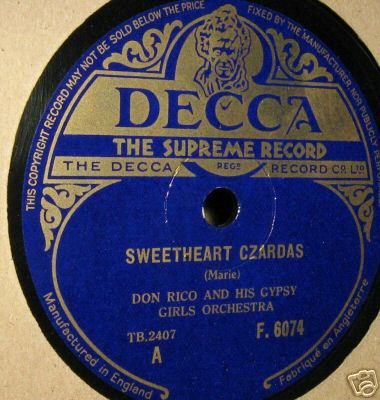 THIS COPYRIGHT RECORD MAY NOT BE SOLD BELOW THE PRICE
FIXED BY THE MANUFACTURER, NOR PUBLICLY
DECCA
THE SUPREME RECORD
THE DECCA REGD RECORD CO. LTD
SWEETHEART CZARDAS
(Marie)
DON RICO AND HIS GYPSY
GIRLS ORCHESTRA
TB.2407
F. 6074
A
Manufactured in England
Fabriqué en Angleterre